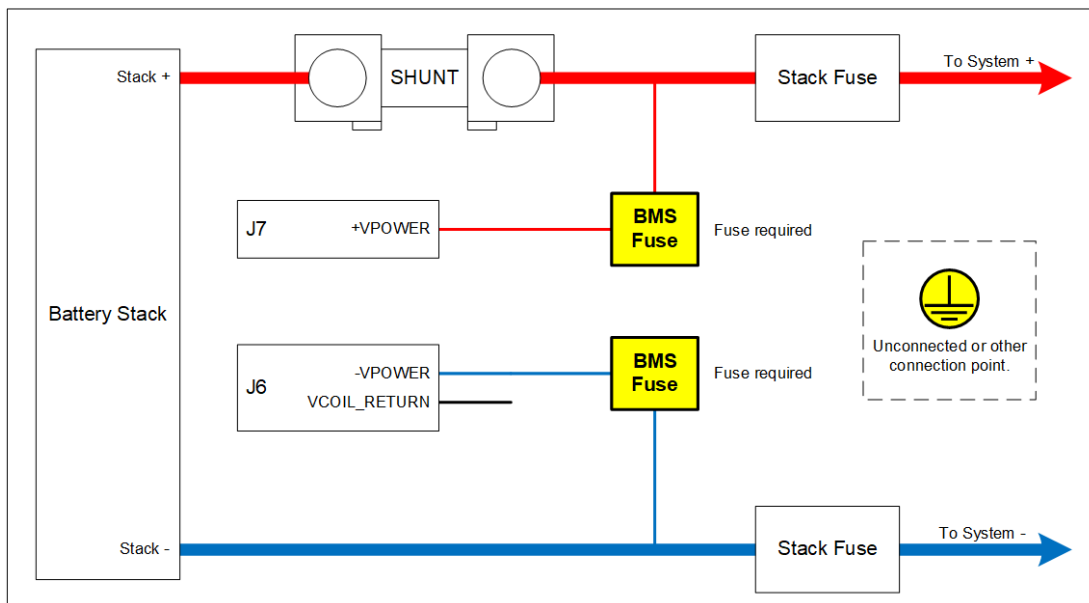 Stack +
SHUNT
Stack Fuse
To System +
J7
+VPOWER
BMS
Fuse
Fuse required
Battery Stack
Unconnected or other
connection point.
J6
-VPOWER
VCOIL_RETURN
BMS
Fuse
Fuse required
Stack -
Stack Fuse
To System -